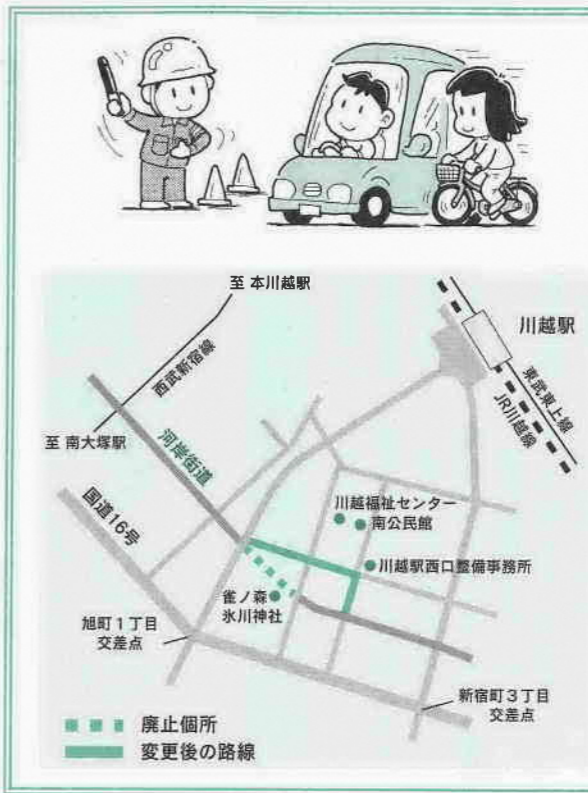 至 本川越駅
川越駅
西武新宿線
東武東上線
JR川越線
至 南大塚駅
河岸街道
国道16号
川越福祉センター
南公民館
川越駅西口整備事務所
雀ノ森
氷川神社
旭町1丁目
交差点
新宿町3丁目
交差点
廃止個所
変更後の路線